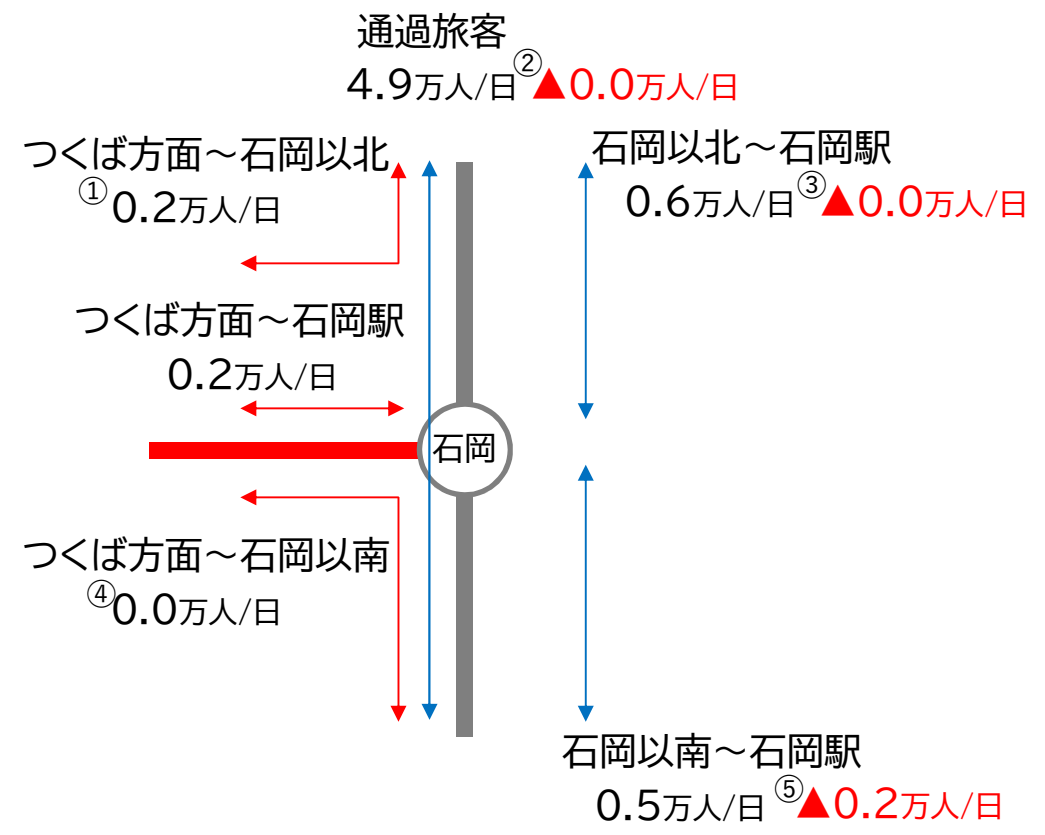 通過旅客
4.9万人/日②▲0.0万人/日
つくば方面～石岡以北
①0.2万人/日
石岡以北～石岡駅
0.6万人/日③▲0.0万人/日
つくば方面～石岡駅
0.2万人/日
石岡
つくば方面～石岡以南
④0.0万人/日
石岡以南～石岡駅
0.5万人/日⑤▲0.2万人/日